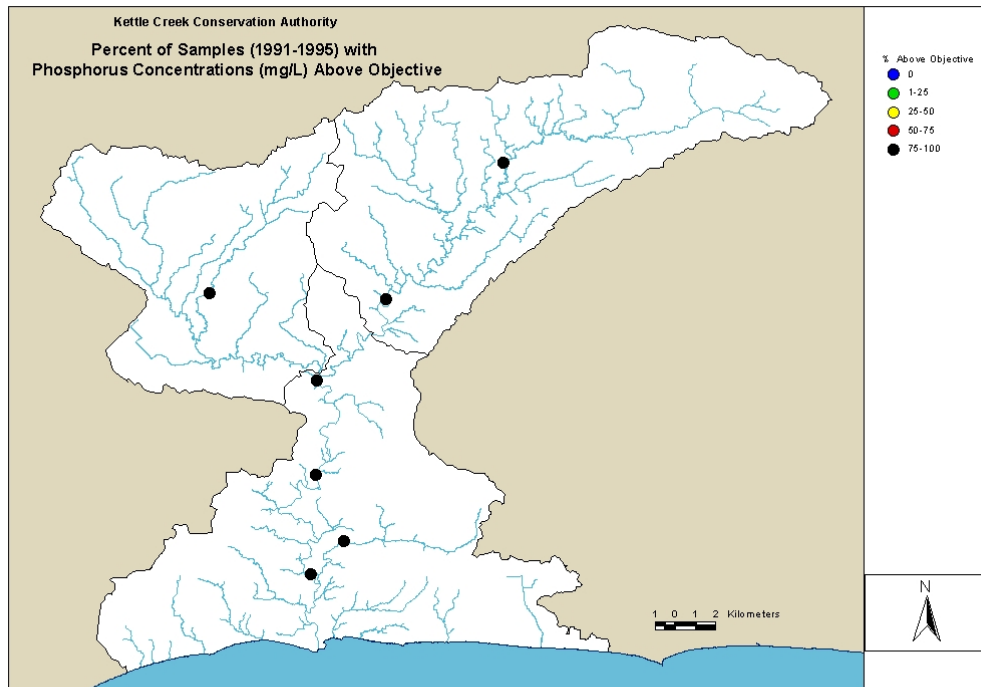 Kettle Creek Conservation Authority
Percent of Samples (1991-1995) with
Phosphorus Concentrations (mg/L) Above Objective
% Above Objective
0
1-25
25-50
50-75
75-100
N
1 0 1 2 Kilometers